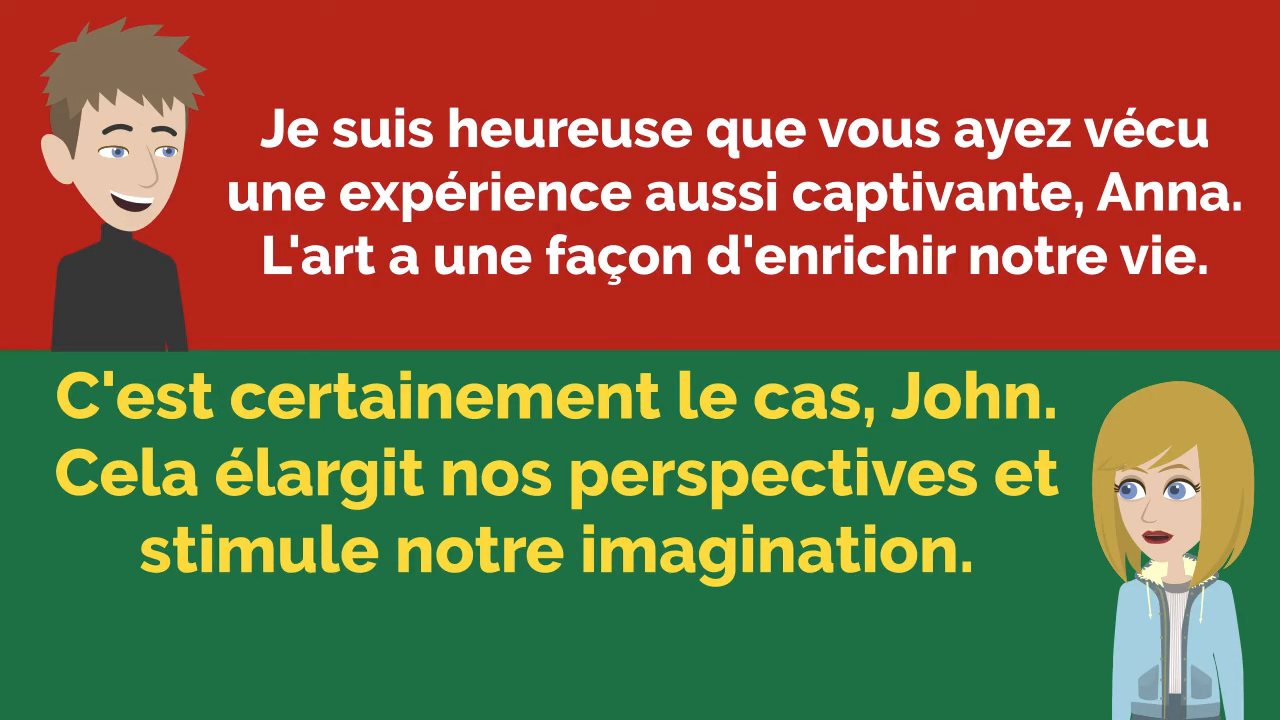 Je suis heureuse que vous ayez vécu
une expérience aussi captivante, Anna.
L'art a une façon d'enrichir notre vie.
C'est certainement le cas, John.
Cela élargit nos perspectives et
stimule notre imagination.